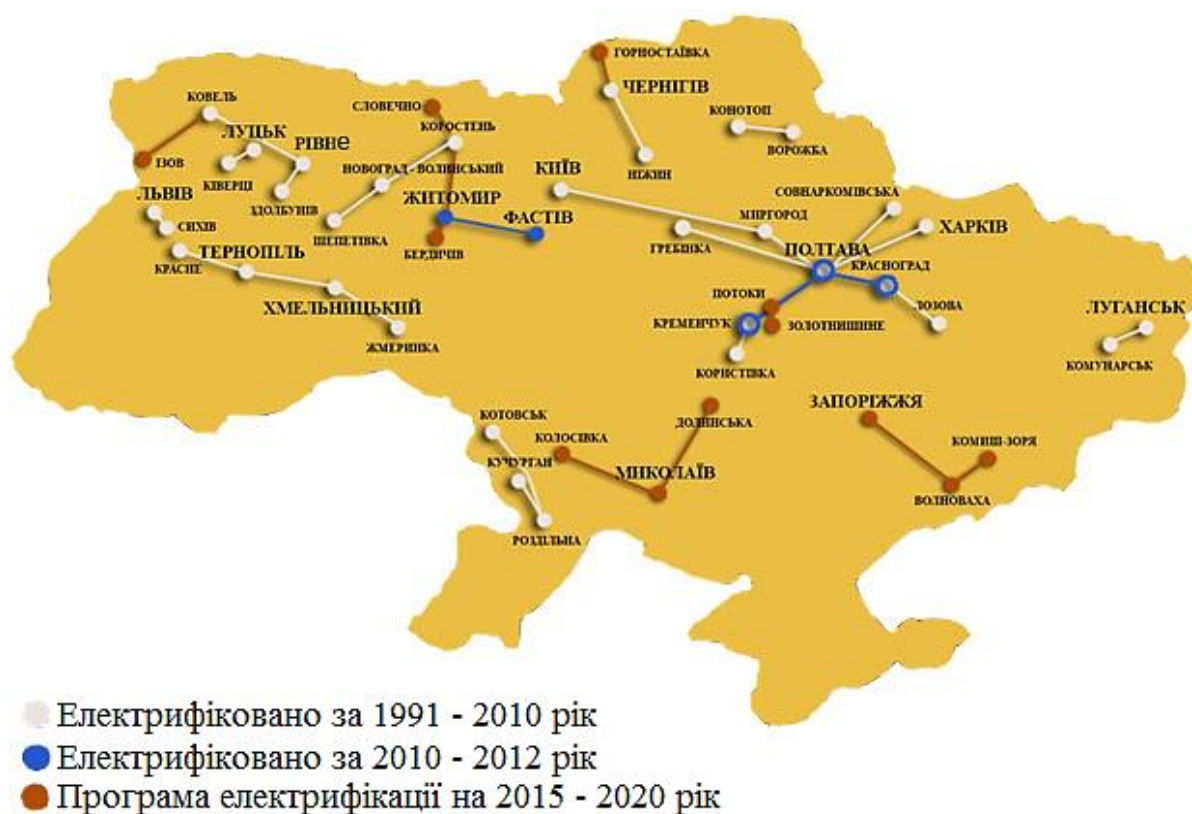 ГОРНОСТАЇВКА
ЧЕРНІГІВ
КОВЕЛЬ
СЛОВЕЧНО
КОНОТОП
ЛУЦЬК
РІВНе
КОРОСТЕНЬ
ВОРОЖБА
ІЗОВ
КІВЕРЦІ
НОВОГРАД - ВОЛИНСЬКИЙ
КИЇВ
НІЖИН
ЛЬВІВ
ЗДОЛБУНІВ
ЖИТОМИР
СОВНАРКОМІВСЬКА
СИХІВ
ШЕПЕТІВКА
ФАСТІВ
МИРГОРОД
ХАРКІВ
ГРЕБІНКА
КРАСНЕ
ТЕРНОПІЛЬ
БЕРДИЧІВ
ПОЛТАВА
КРАСНОГРАД
ХМЕЛЬНИЦЬКИЙ
ПОТОКИ
ЛОЗОВА
ЛУГАНСЬК
ЖМЕРИНКА
КРЕМЕНЧУК
ЗОЛОТНИШИНЕ
КОМУНАРСЬК
КОРИСТІВКА
ЗАПОРІЖЖЯ
КОТОВСЬК
ДОЛИНСЬКА
КОЛОСІВКА
КОМИШ-ЗОРЯ
КУЧУРГАН
МИКОЛАЇВ
ВОЛНОВАХА
РОЗДІЛЬНА
Електрифіковано за 1991 - 2010 рік
Електрифіковано за 2010 - 2012 рік
Програма електрифікації на 2015 - 2020 рік